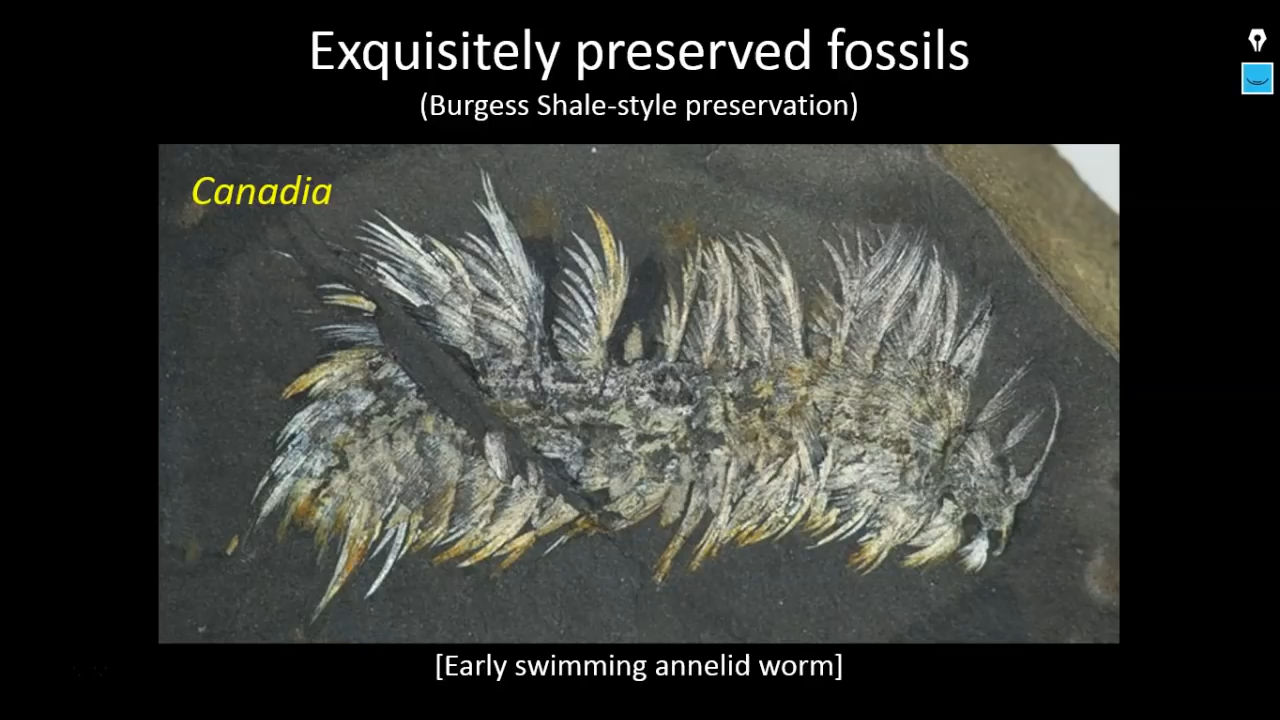 Exquisitely preserved fossils
(Burgess Shale-style preservation)
Canadia
[Early swimming annelid worm]